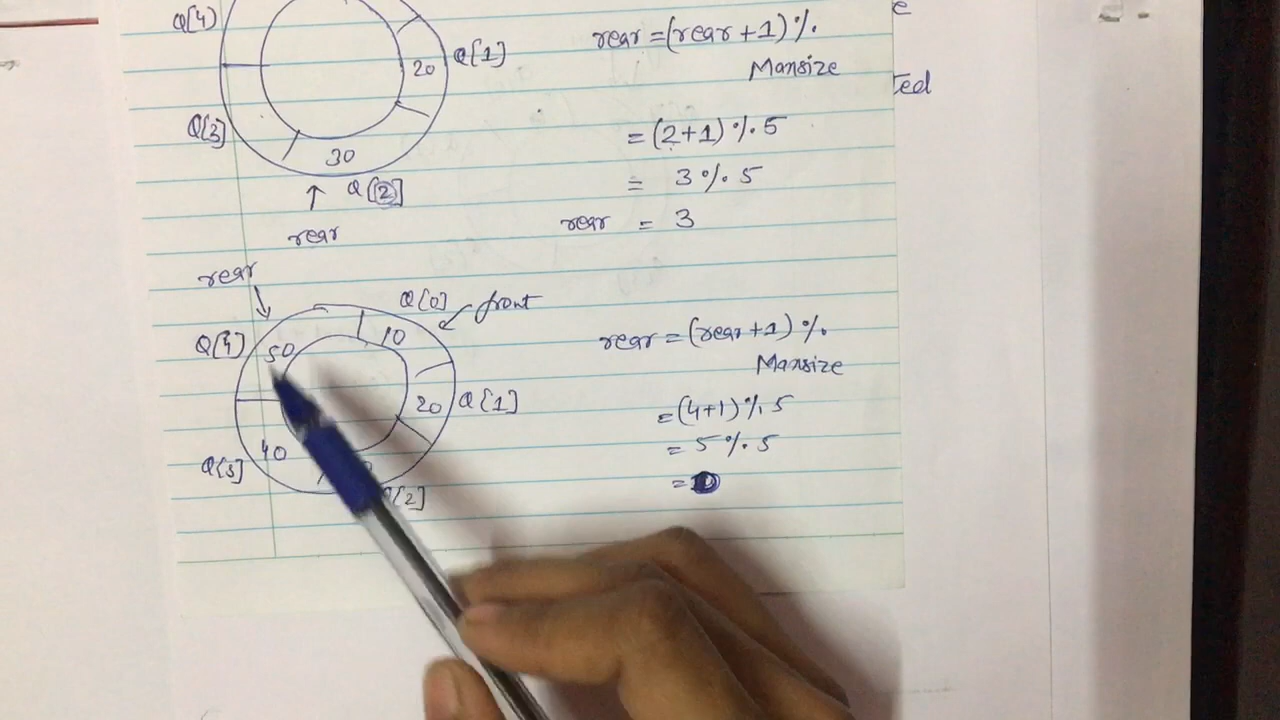 Q[4]
Q[1]
20
Q[3]
30
Q[2]
rear
rear = (rear + 1) %
Maxsize
= (2+1) % 5
= 3 % 5
rear = 3
e
ted
rear
Q[0] front
Q[4]
50
10
20 Q[1]
40
Q[3]
[2]
rear = (rear + 1) %
Maxsize
= (4+1) % 5
= 5 % 5
=